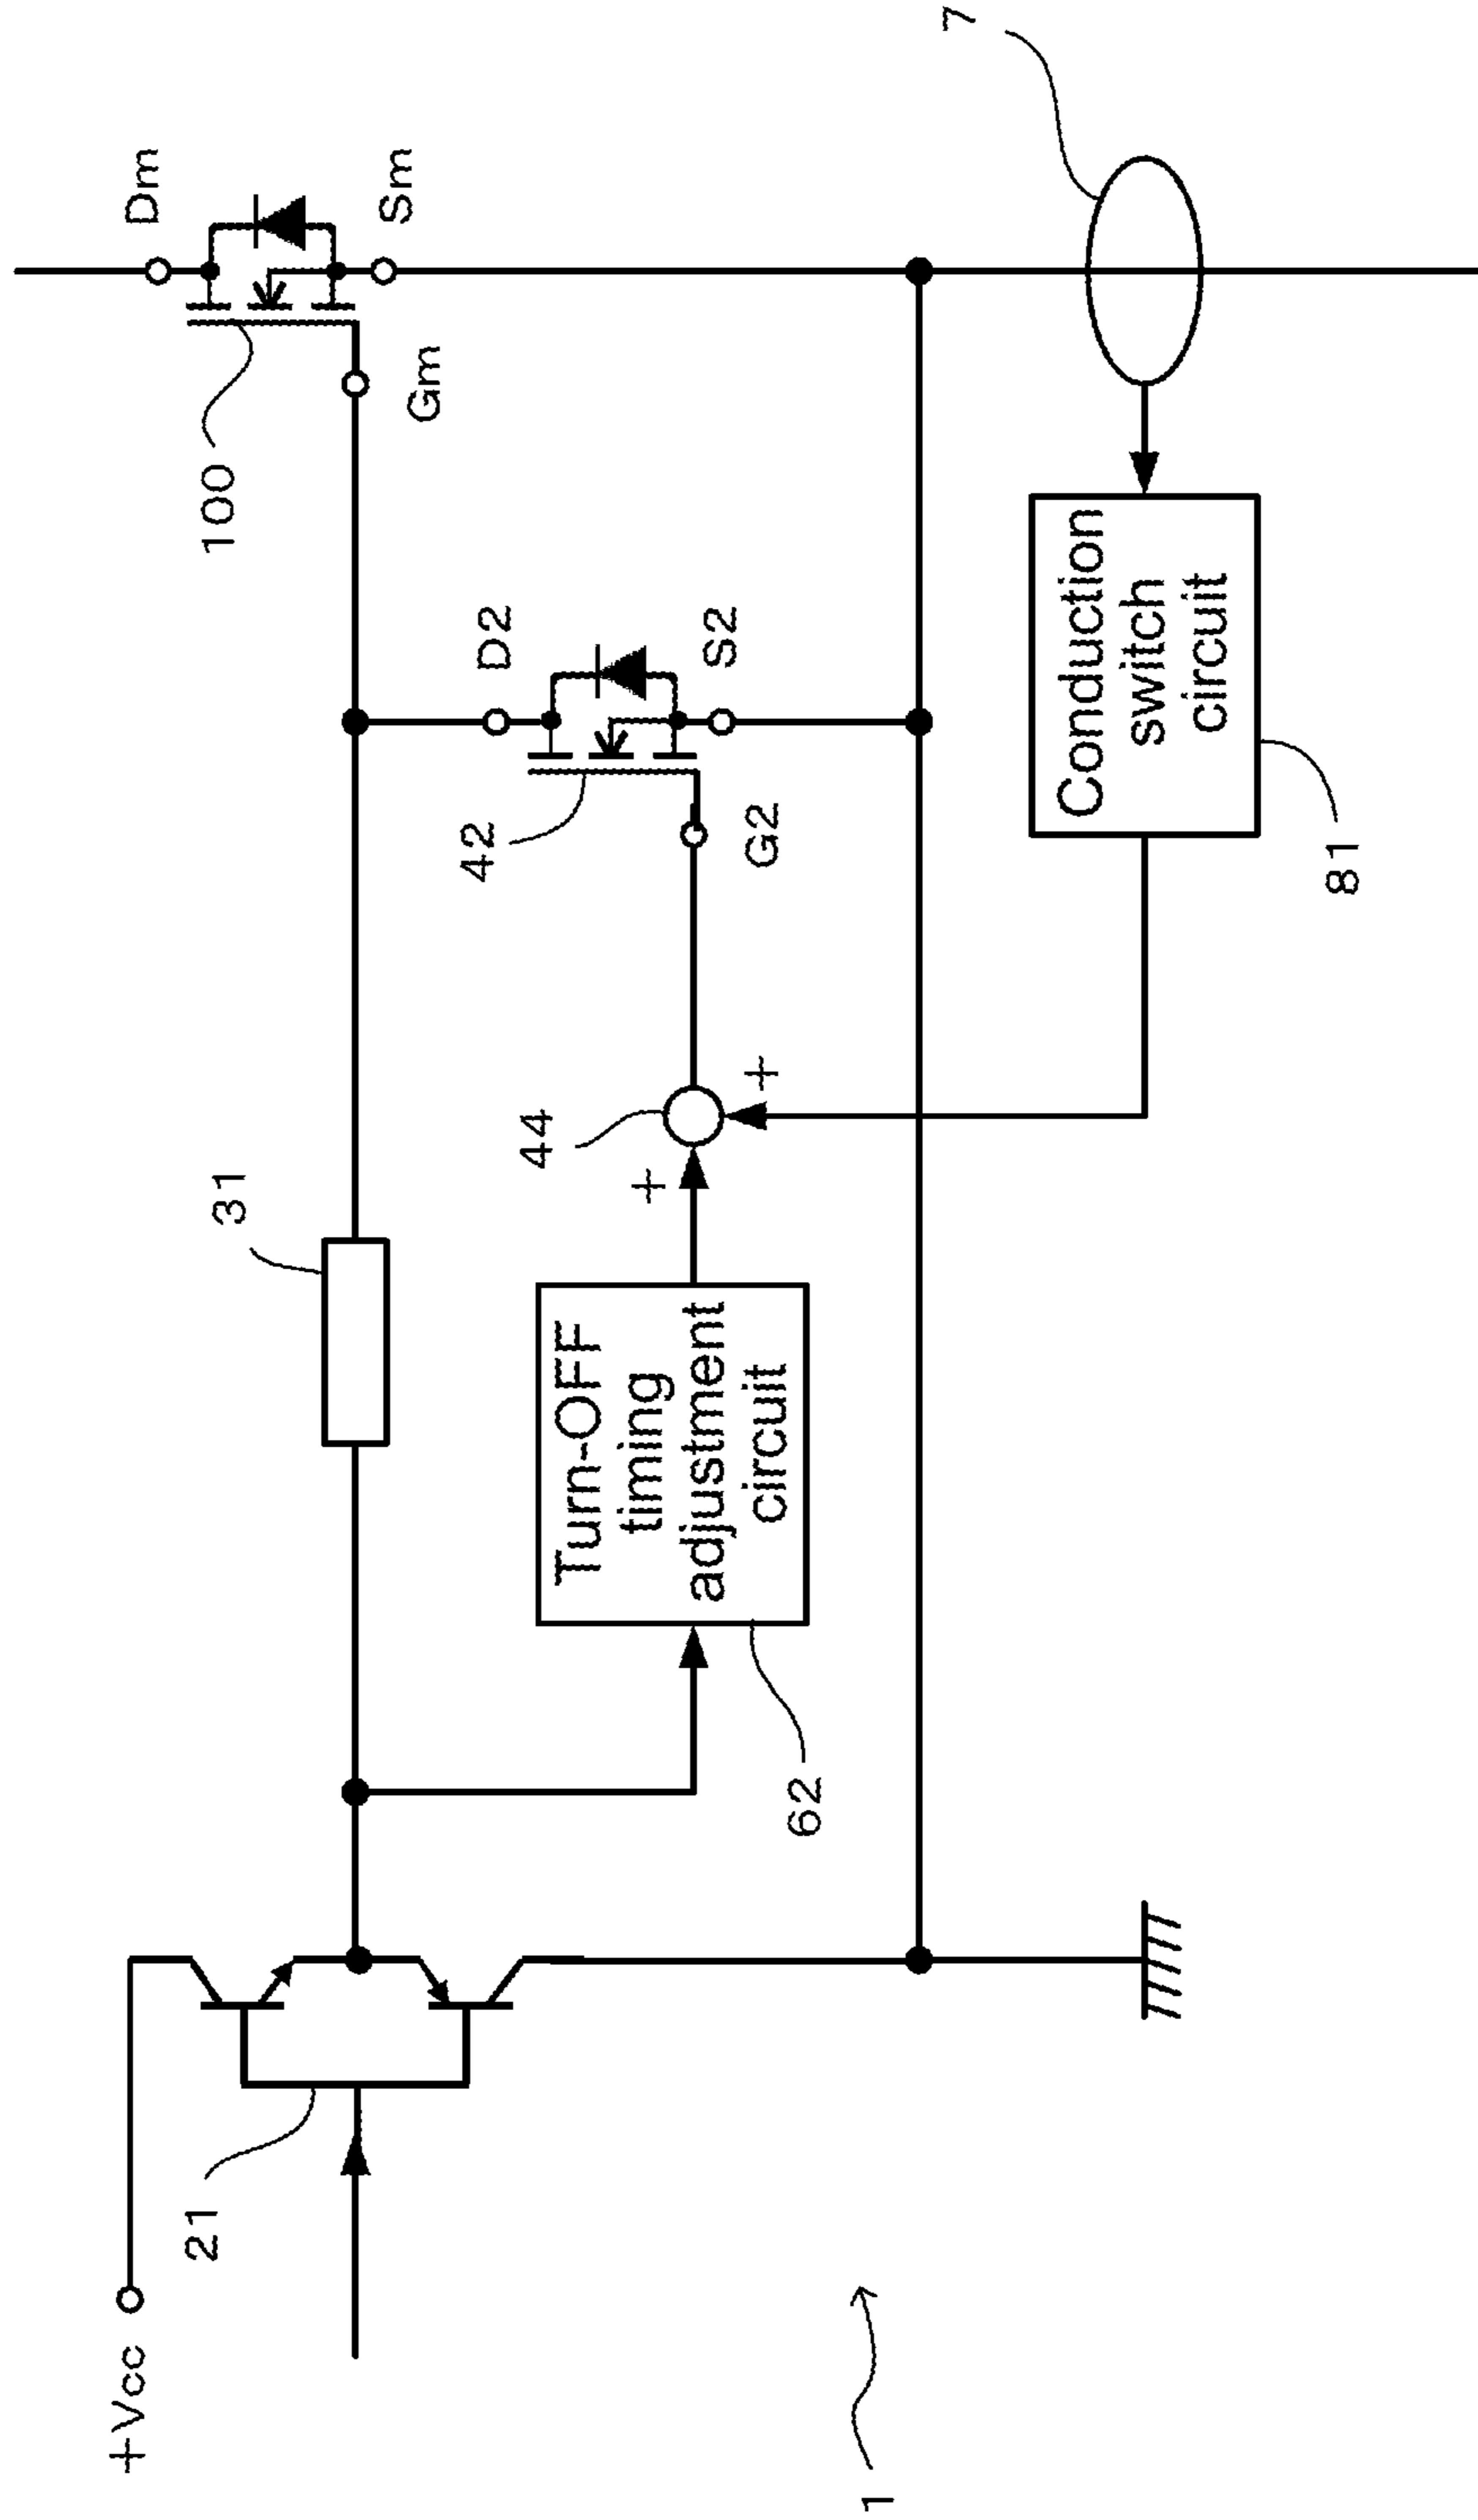 +Vcc
21
31
100
Dm
Sm
Gm
D2
S2
42
G2
44
+
+
Turn-OFF
timing
adjustment
circuit
62
Conduction
switch
circuit
81
7
1